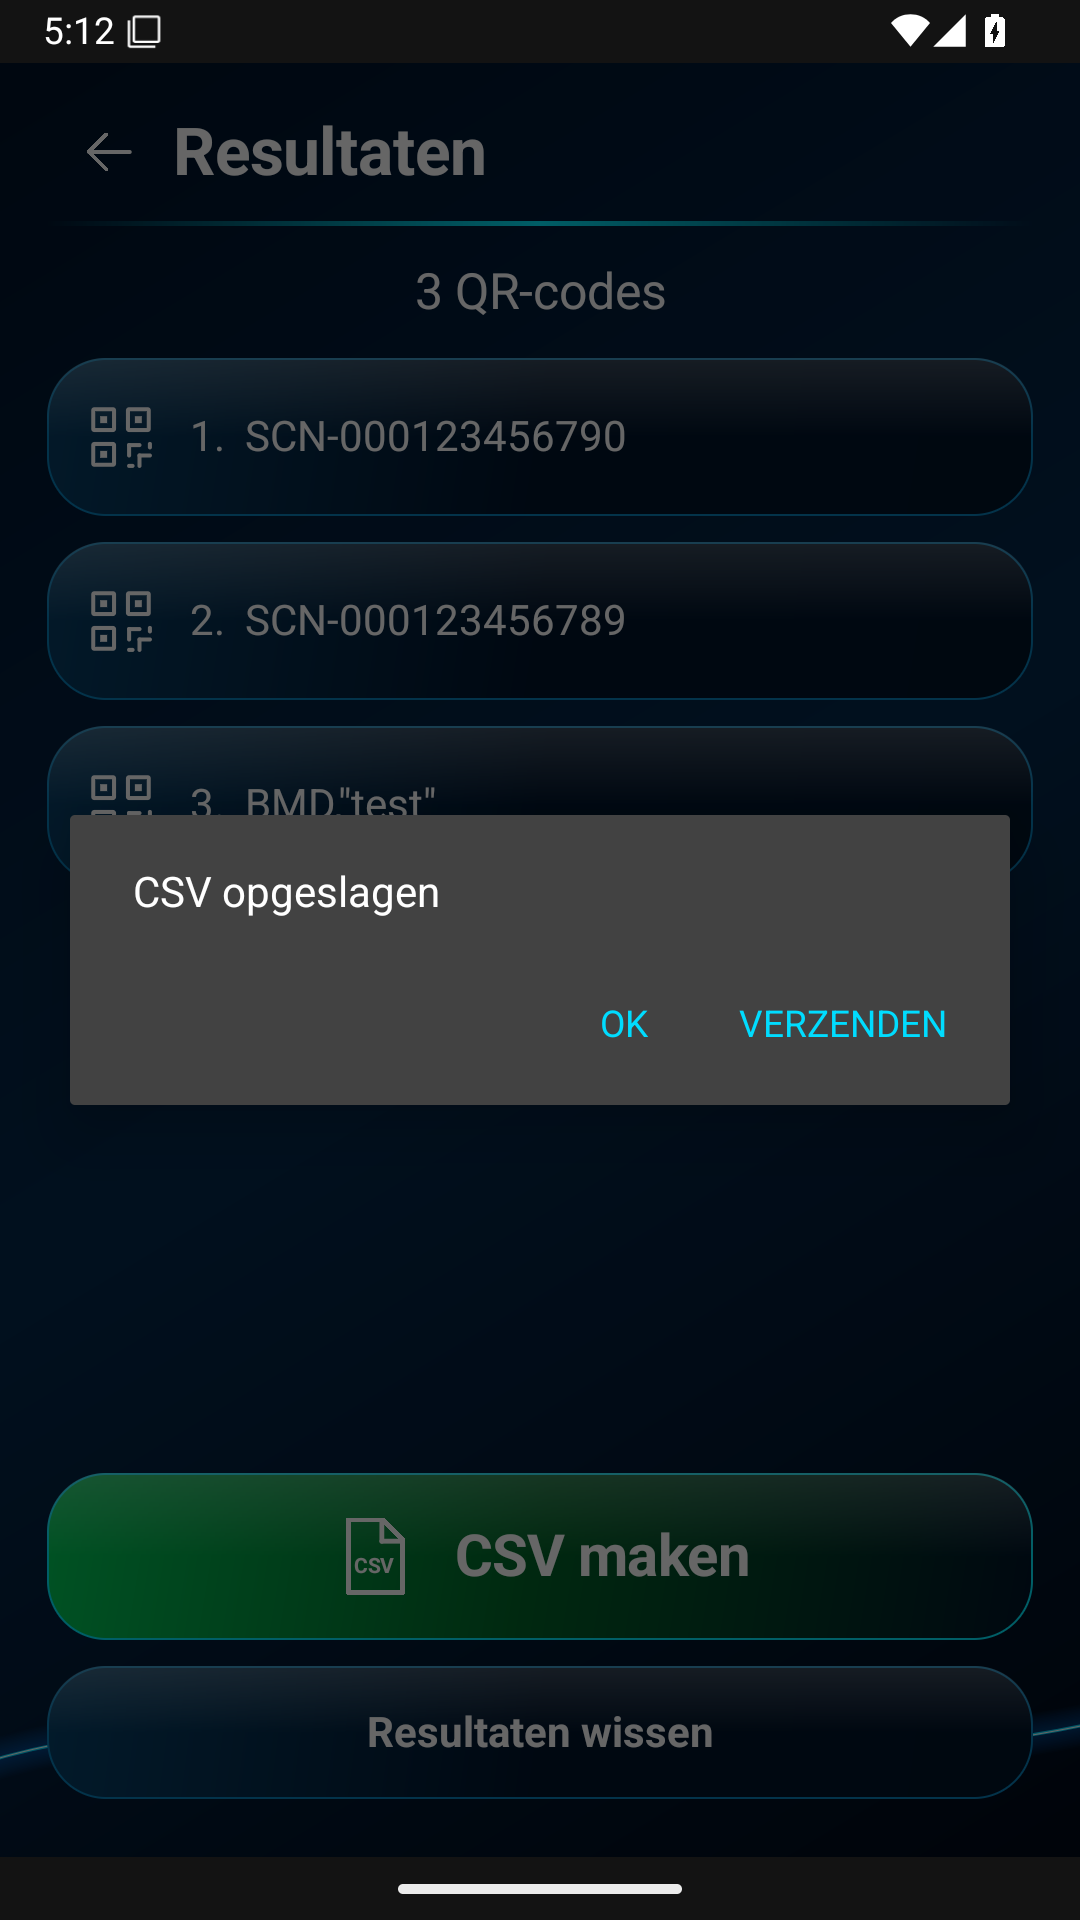 5:12
Resultaten
3 QR-codes
1. SCN-000123456790
2. SCN-000123456789
3. BMD."test"
CSV opgeslagen
OK VERZENDEN
CSV CSV maken
Resultaten wissen